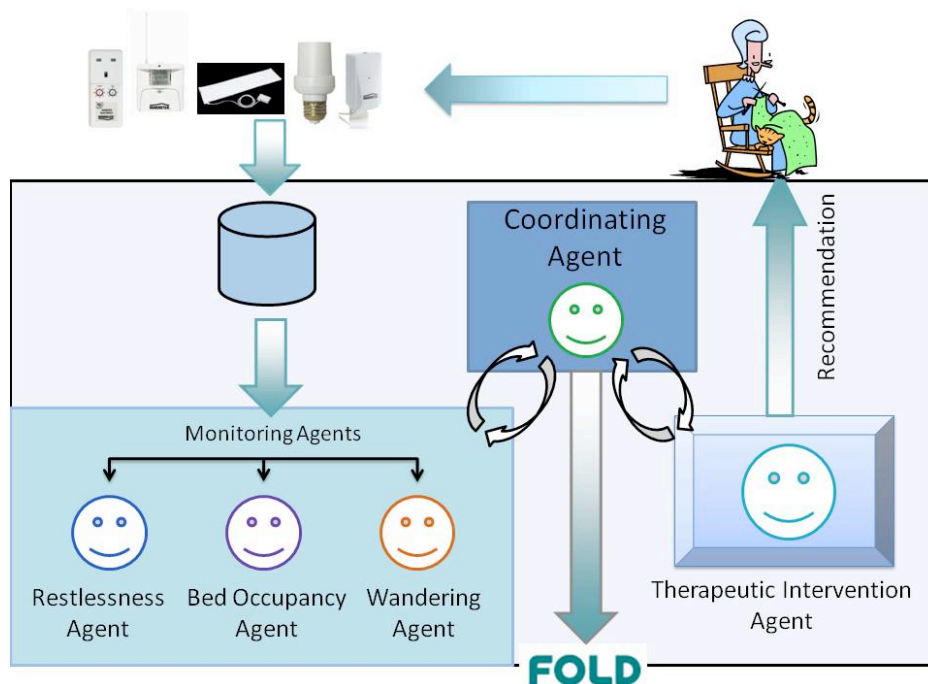 Coordinating
Agent
Recommendation
Monitoring Agents
Restlessness
Agent
Bed Occupancy
Agent
Wandering
Agent
Therapeutic Intervention
Agent
FOLD